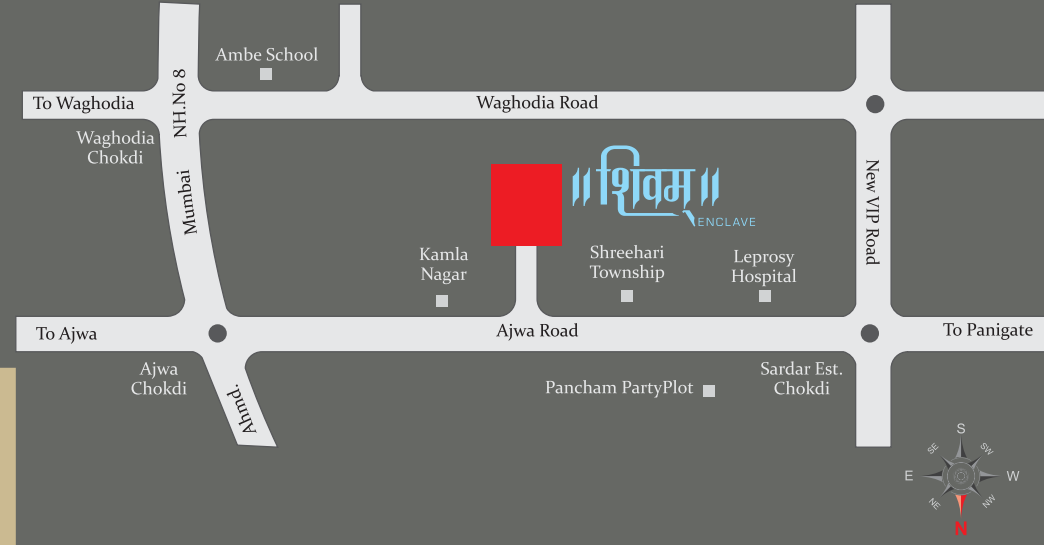 Ambe School
To Waghodia
NH.No 8
Waghodia Road
Waghodia
Chokdi
Mumbai
॥ शिवम् ॥
ENCLAVE
New VIP Road
Kamla
Nagar
Shreehari
Township
Leprosy
Hospital
To Ajwa
Ajwa Road
To Panigate
Ajwa
Chokdi
Ahmd.
Pancham PartyPlot
Sardar Est.
Chokdi
S
SE
SW
E
W
NE
NW
N